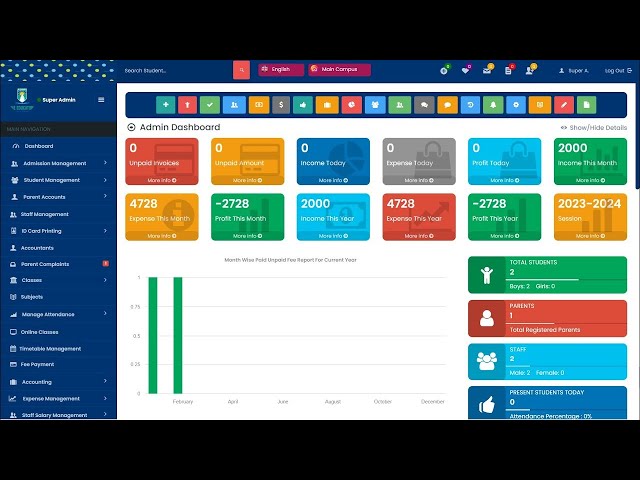 Search Student...
English
Main Campus
Super A.
Log Out
Super Admin
MAIN NAVIGATION
Dashboard
Admission Management
Student Management
Parent Accounts
Staff Management
ID Card Printing
Accountants
Parent Complaints
Classes
Subjects
Manage Attendance
Online Classes
Timetable Management
Fee Payment
Accounting
Expense Management
Staff Salary Management
Admin Dashboard
Show/Hide Details
0
Unpaid Invoices
More Info
0
Unpaid Amount
More Info
0
Income Today
More Info
0
Expense Today
More Info
0
Profit Today
More Info
2000
Income This Month
More Info
4728
Expense This Month
More Info
-2728
Profit This Month
More Info
2000
Income This Year
More Info
4728
Expense This Year
More Info
-2728
Profit This Year
More Info
2023-2024
Session
More Info
Month Wise Paid Unpaid Fee Report For Current Year
1
0.75
0.5
0.25
0
February
April
June
August
October
December
TOTAL STUDENTS
2
Boys: 2 Girls: 0
PARENTS
1
Total Registered Parents
STAFF
2
Male: 2 Female: 0
PRESENT STUDENTS TODAY
0
Attendance Percentage : 0%